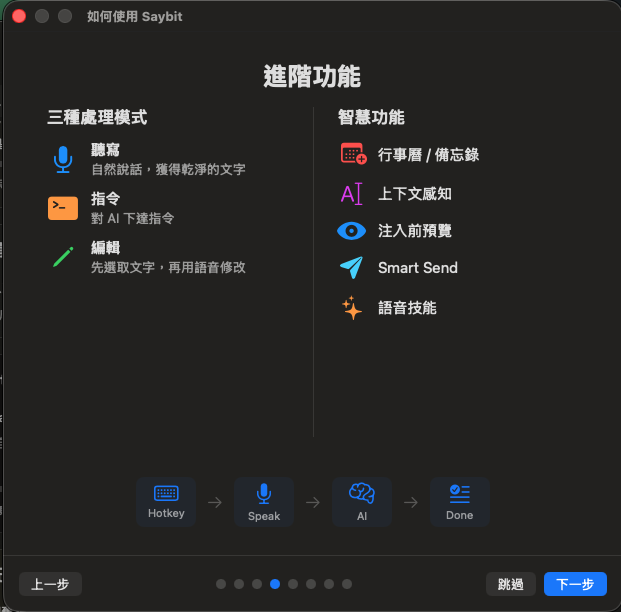 如何使用 Saybit
進階功能
三種處理模式
聽寫
自然說話，獲得乾淨的文字
指令
對 AI 下達指令
編輯
先選取文字，再用語音修改
智慧功能
行事曆 / 備忘錄
上下文感知
注入前預覽
Smart Send
語音技能
Hotkey
Speak
AI
Done
上一步
跳過
下一步